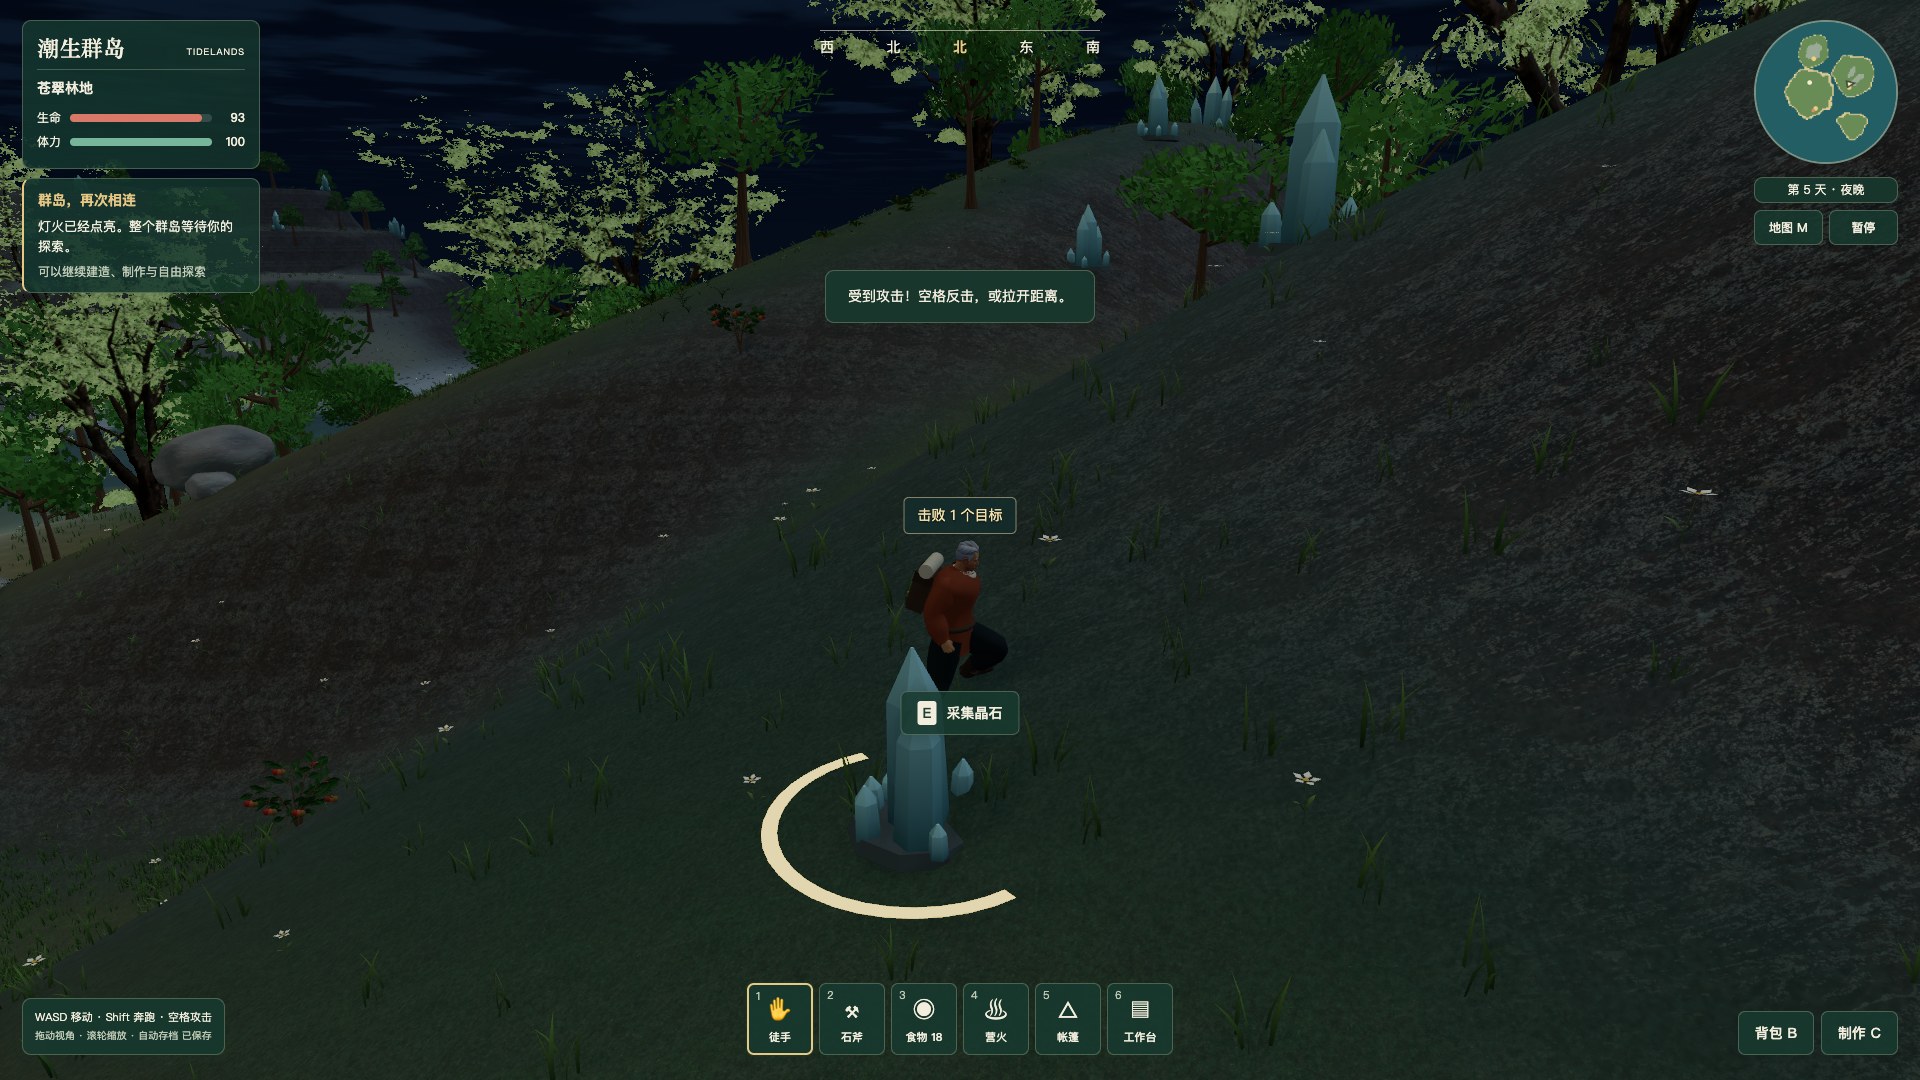 潮生群岛 TIDELANDS
苍翠林地
生命 93
体力 100
群岛，再次相连
灯火已经点亮。整个群岛等待你的
探索。
可以继续建造、制作与自由探索
西 北 北 东 南
第 5 天 · 夜晚
地图 M 暂停
受到攻击！空格反击，或拉开距离。
击败 1 个目标
E 采集晶石
WASD 移动 · Shift 奔跑 · 空格攻击
拖动视角 · 滚轮缩放 · 自动存档 已保存
1 徒手
2 石斧
3 食物 18
4 营火
5 帐篷
6 工作台
背包 B 制作 C